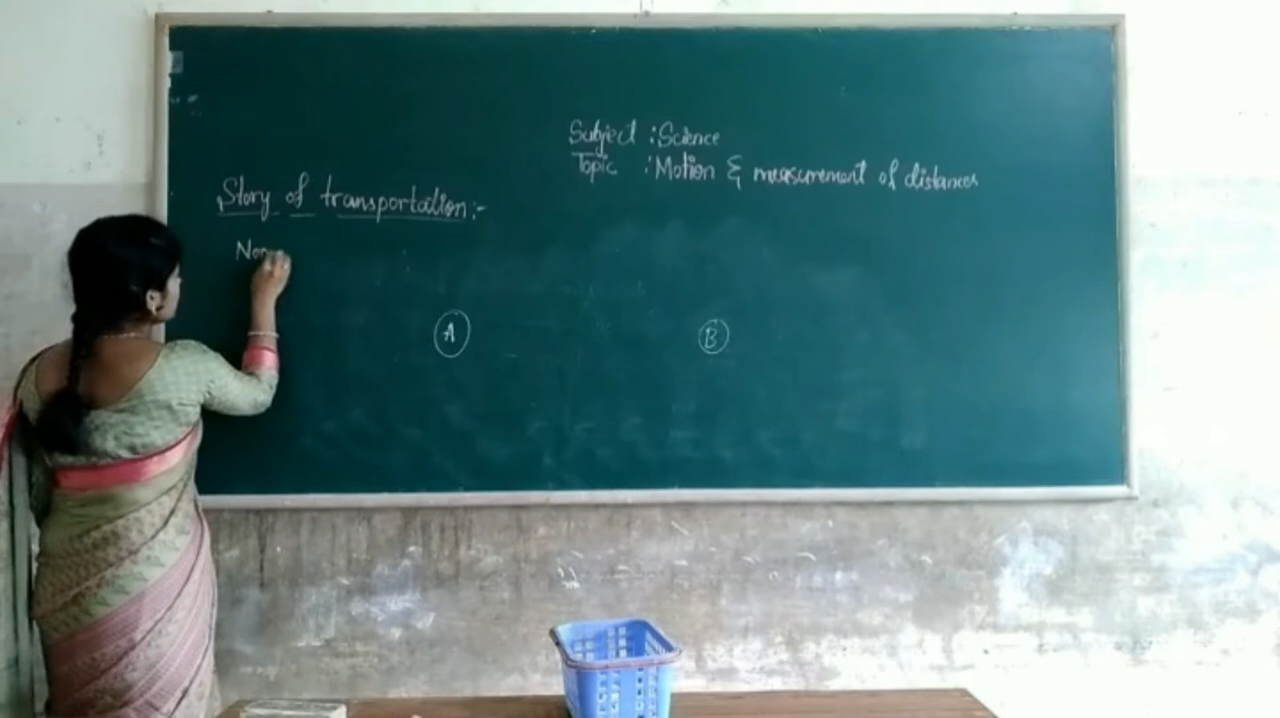 Subject : Science
Topic : Motion & measurement of distances
Story of transportation:-
A
B